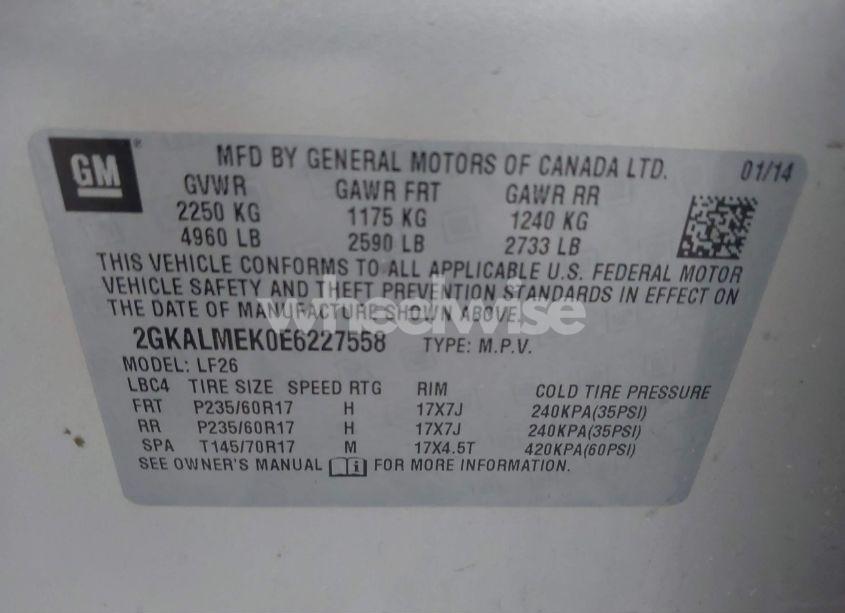 GM®
MFD BY GENERAL MOTORS OF CANADA LTD. 01/14
GVWR GAWR FRT GAWR RR
2250 KG 1175 KG 1240 KG
4960 LB 2590 LB 2733 LB
THIS VEHICLE CONFORMS TO ALL APPLICABLE U.S. FEDERAL MOTOR
VEHICLE SAFETY AND THEFT PREVENTION STANDARDS IN EFFECT ON
THE DATE OF MANUFACTURE SHOWN ABOVE.
wheelwise
2GKALMEK0E6227558 TYPE: M.P.V.
MODEL: LF26
LBC4 TIRE SIZE SPEED RTG RIM COLD TIRE PRESSURE
FRT P235/60R17 H 17X7J 240KPA(35PSI)
RR P235/60R17 H 17X7J 240KPA(35PSI)
SPA T145/70R17 M 17X4.5T 420KPA(60PSI)
SEE OWNER'S MANUAL i FOR MORE INFORMATION.